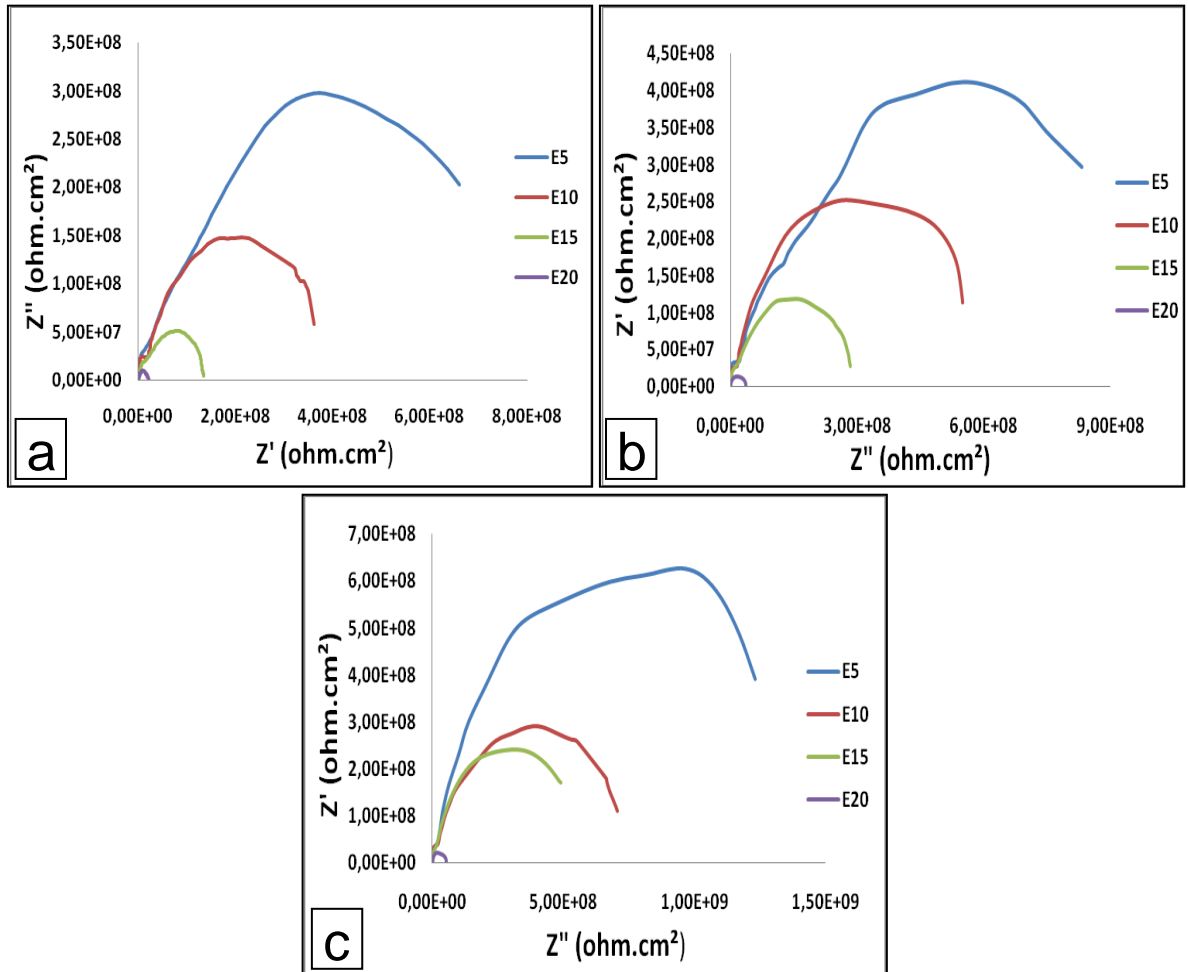 3,50E+08
3,00E+08
2,50E+08
2,00E+08
1,50E+08
1,00E+08
5,00E+07
0,00E+00
Z" (ohm.cm²)
0,00E+00 2,00E+08 4,00E+08 6,00E+08 8,00E+08
Z' (ohm.cm²)
E5
E10
E15
E20
a
4,50E+08
4,00E+08
3,50E+08
3,00E+08
2,50E+08
2,00E+08
1,50E+08
1,00E+08
5,00E+07
0,00E+00
Z' (ohm.cm²)
0,00E+00 3,00E+08 6,00E+08 9,00E+08
Z" (ohm.cm²)
E5
E10
E15
E20
b
7,00E+08
6,00E+08
5,00E+08
4,00E+08
3,00E+08
2,00E+08
1,00E+08
0,00E+00
Z' (ohm.cm²)
0,00E+00 5,00E+08 1,00E+09 1,50E+09
Z" (ohm.cm²)
E5
E10
E15
E20
c